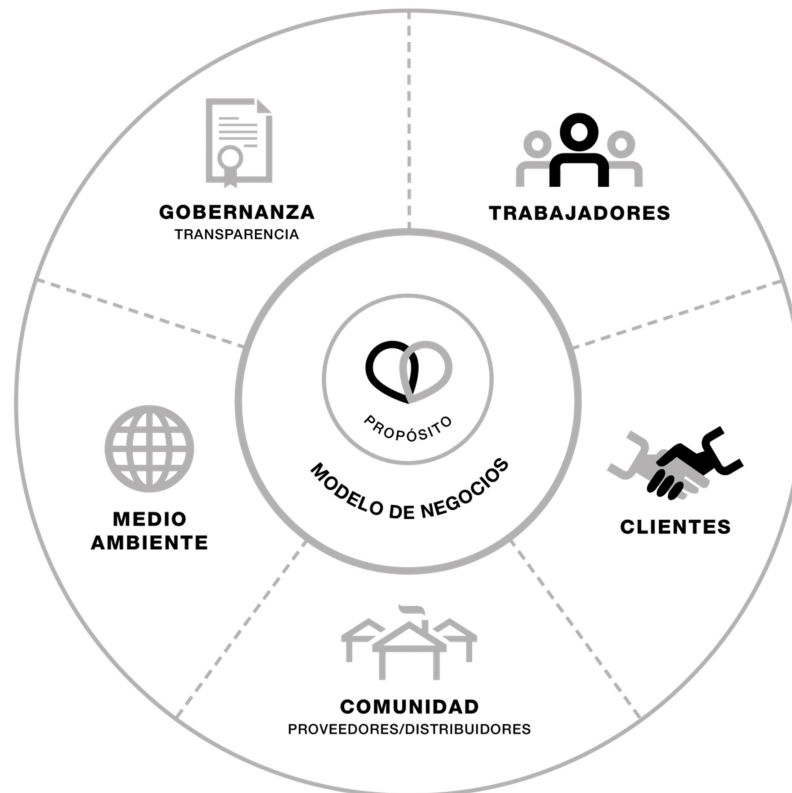 GOBERNANZA
TRANSPARENCIA
TRABAJADORES
PROPÓSITO
MODELO DE NEGOCIOS
MEDIO
AMBIENTE
CLIENTES
COMUNIDAD
PROVEEDORES/DISTRIBUIDORES